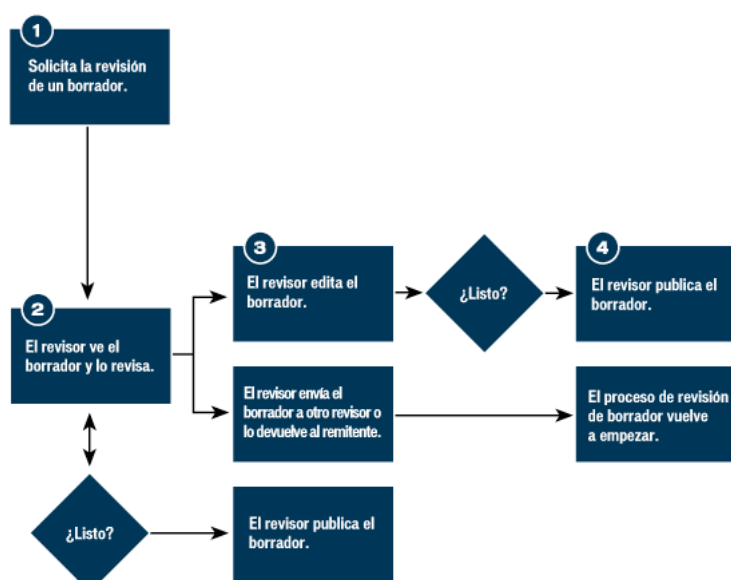 1
Solicita la revisión
de un borrador.
2
El revisor ve el
borrador y lo revisa.
3
El revisor edita el
borrador.
¿Listo?
4
El revisor publica el
borrador.
El revisor envía el
borrador a otro revisor o
lo devuelve al remitente.
El proceso de revisión
de borrador vuelve
a empezar.
¿Listo?
El revisor publica el
borrador.